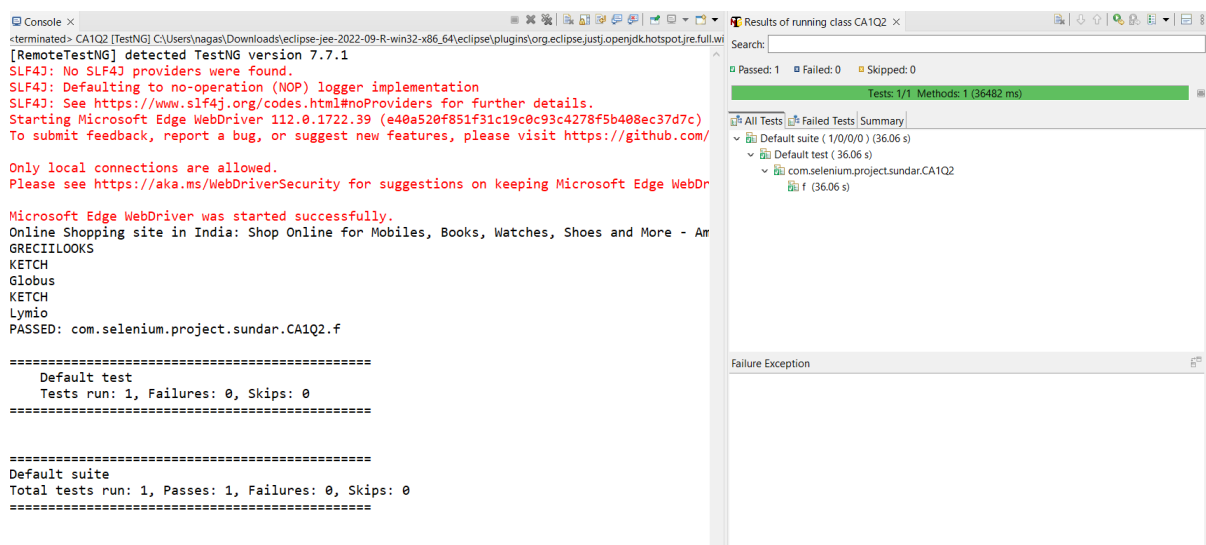 Console
<terminated> CA1Q2 [TestNG] C:\Users\nagas\Downloads\eclipse-jee-2022-09-R-win32-x86_64\eclipse\plugins\org.eclipse.justj.openjdk.hotspot.jre.full.wi
[RemoteTestNG] detected TestNG version 7.7.1
SLF4J: No SLF4J providers were found.
SLF4J: Defaulting to no-operation (NOP) logger implementation
SLF4J: See https://www.slf4j.org/codes.html#noProviders for further details.
Starting Microsoft Edge WebDriver 112.0.1722.39 (e40a520f851f31c19c0c93c4278f5b408ec37d7c)
To submit feedback, report a bug, or suggest new features, please visit https://github.com/
Only local connections are allowed.
Please see https://aka.ms/WebDriverSecurity for suggestions on keeping Microsoft Edge WebDr
Microsoft Edge WebDriver was started successfully.
Online Shopping site in India: Shop Online for Mobiles, Books, Watches, Shoes and More - Am
GRECIILOOKS
KETCH
Globus
KETCH
Lymio
PASSED: com.selenium.project.sundar.CA1Q2.f
===============================================
Default test
Tests run: 1, Failures: 0, Skips: 0
===============================================
===============================================
Default suite
Total tests run: 1, Passes: 1, Failures: 0, Skips: 0
===============================================
Results of running class CA1Q2
Search:
Passed: 1 Failed: 0 Skipped: 0
Tests: 1/1 Methods: 1 (36482 ms)
All Tests Failed Tests Summary
Default suite ( 1/0/0/0 ) (36.06 s)
Default test ( 36.06 s)
com.selenium.project.sundar.CA1Q2
f (36.06 s)
Failure Exception